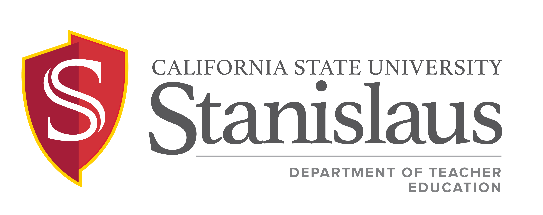 S
CALIFORNIA STATE UNIVERSITY
Stanislaus
DEPARTMENT OF TEACHER
EDUCATION